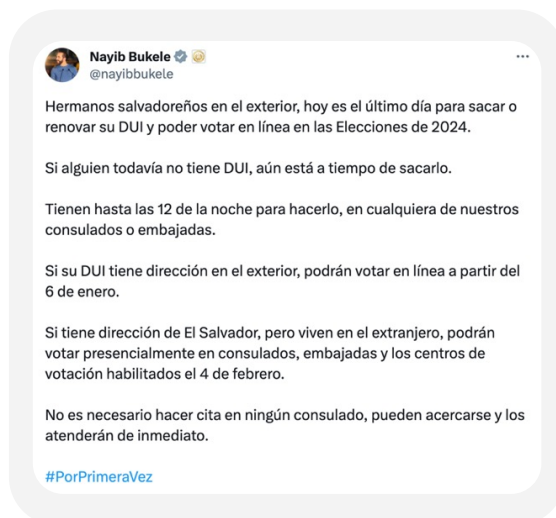 Nayib Bukele
@nayibbukele
Hermanos salvadoreños en el exterior, hoy es el último día para sacar o
renovar su DUI y poder votar en línea en las Elecciones de 2024.
Si alguien todavía no tiene DUI, aún está a tiempo de sacarlo.
Tienen hasta las 12 de la noche para hacerlo, en cualquiera de nuestros
consulados o embajadas.
Si su DUI tiene dirección en el exterior, podrán votar en línea a partir del
6 de enero.
Si tiene dirección de El Salvador, pero viven en el extranjero, podrán
votar presencialmente en consulados, embajadas y los centros de
votación habilitados el 4 de febrero.
No es necesario hacer cita en ningún consulado, pueden acercarse y los
atenderán de inmediato.
#PorPrimeraVez